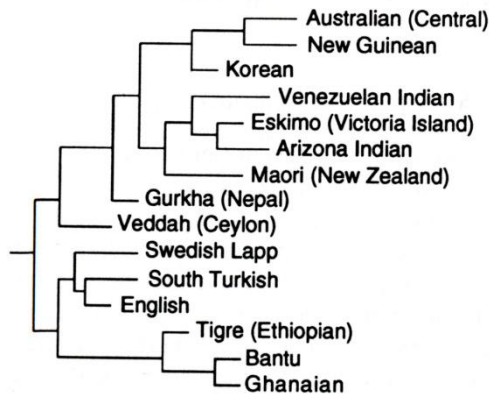 Australian (Central)
New Guinean
Korean
Venezuelan Indian
Eskimo (Victoria Island)
Arizona Indian
Maori (New Zealand)
Gurkha (Nepal)
Veddah (Ceylon)
Swedish Lapp
South Turkish
English
Tigre (Ethiopian)
Bantu
Ghanaian